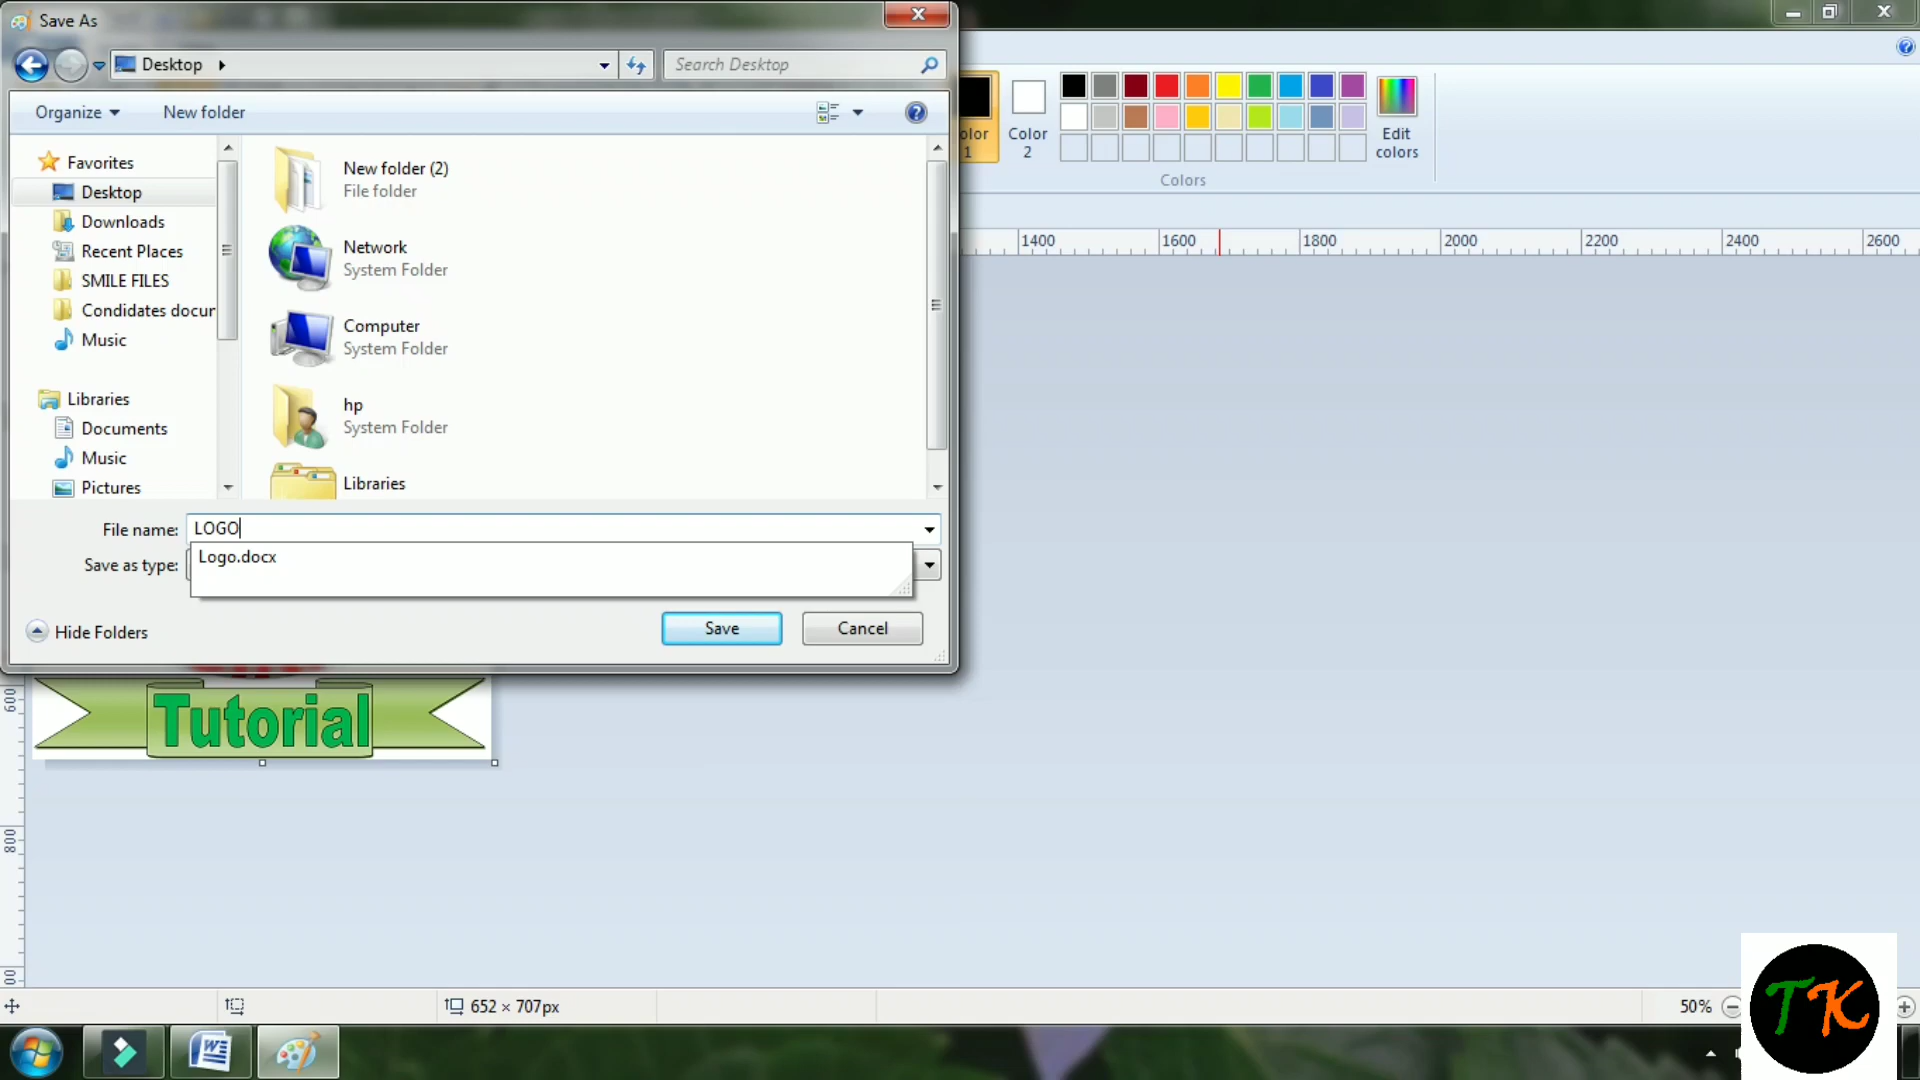 Save As
Desktop
Search Desktop
Organize
New folder
Favorites
Desktop
Downloads
Recent Places
SMILE FILES
Candidates docur
Music
Libraries
Documents
Music
Pictures
New folder (2)
File folder
Network
System Folder
Computer
System Folder
hp
System Folder
Libraries
File name: LOGO
Logo.docx
Save as type:
Hide Folders
Save
Cancel
olor
1
Color
2
Edit
colors
Colors
1400
1600
1800
2000
2200
2400
2600
600
800
00
Tutorial
652 × 707px
50%
TK